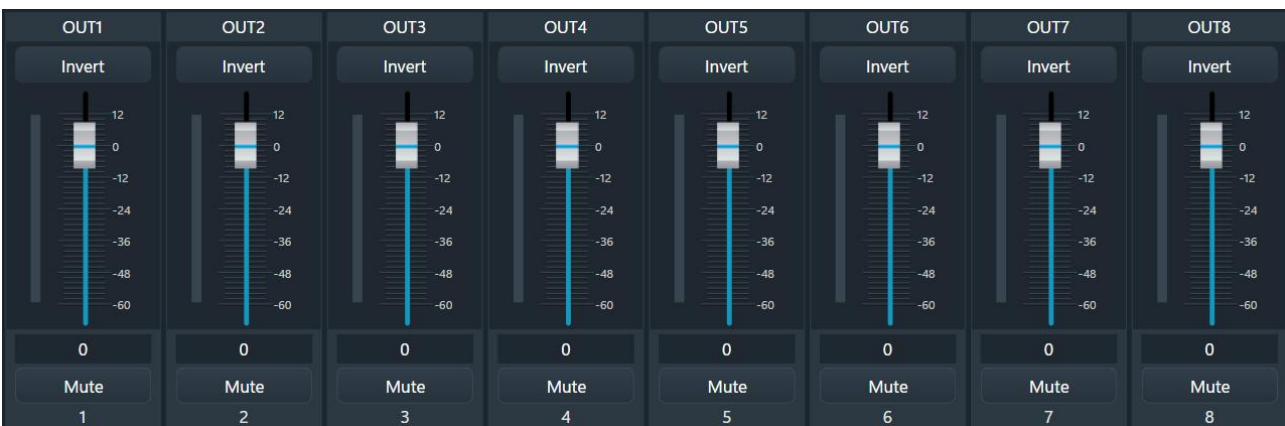 OUT1 OUT2 OUT3 OUT4 OUT5 OUT6 OUT7 OUT8
Invert Invert Invert Invert Invert Invert Invert Invert
12 12 12 12 12 12 12 12
0 0 0 0 0 0 0 0
-12 -12 -12 -12 -12 -12 -12 -12
-24 -24 -24 -24 -24 -24 -24 -24
-36 -36 -36 -36 -36 -36 -36 -36
-48 -48 -48 -48 -48 -48 -48 -48
-60 -60 -60 -60 -60 -60 -60 -60
0 0 0 0 0 0 0 0
Mute Mute Mute Mute Mute Mute Mute Mute
1 2 3 4 5 6 7 8